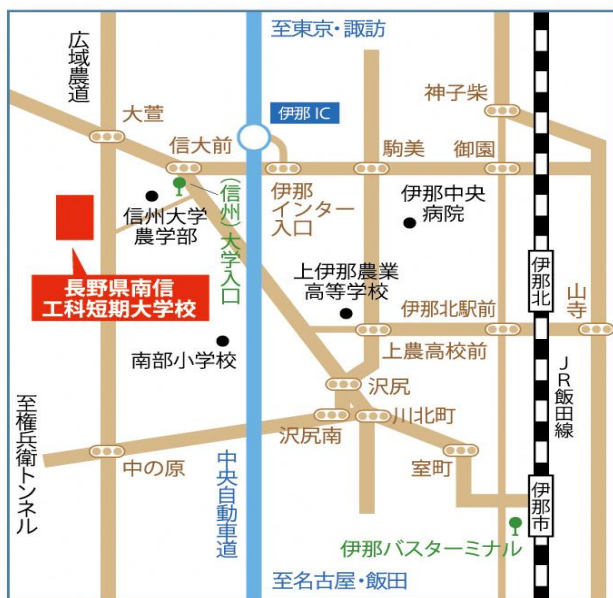 至東京・諏訪
広域農道
大萱
信大前
伊那 IC
神子柴
駒美
御園
伊那
インター
入口
伊那中央
病院
信州大学
農学部
(信州)大学入口
長野県南信
工科短期大学校
上伊那農業
高等学校
伊那北駅前
伊那北
山寺
上農高校前
南部小学校
JR飯田線
沢尻
川北町
沢尻南
至権兵衛トンネル
中の原
中央自動車道
室町
伊那市
伊那バスターミナル
至名古屋・飯田